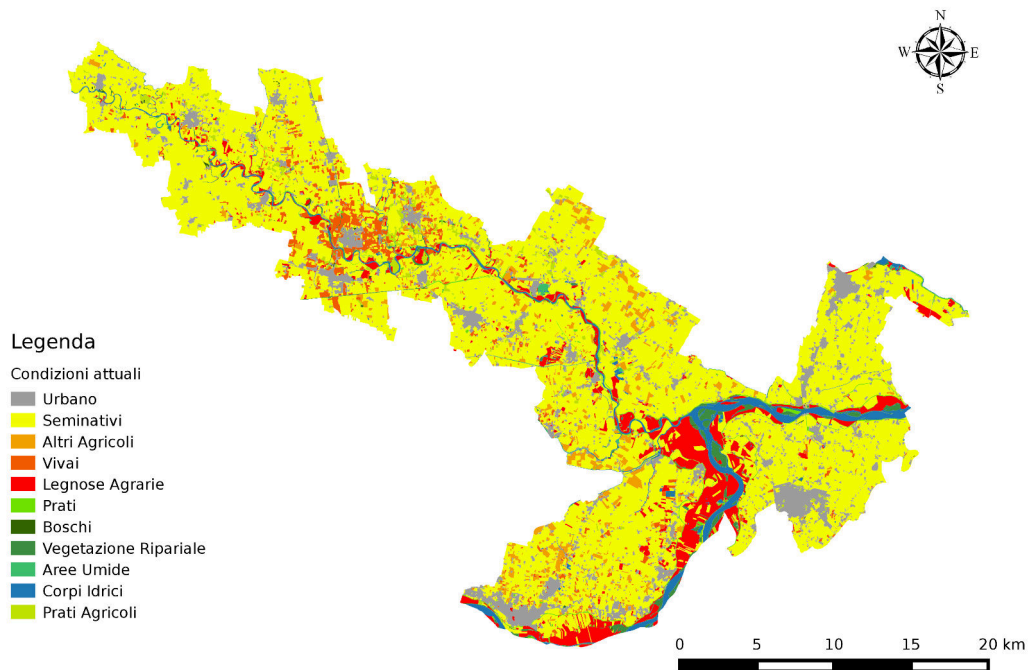 N
W
E
S
Legenda
Condizioni attuali
Urbano
Seminativi
Altri Agricoli
Vivai
Legnose Agrarie
Prati
Boschi
Vegetazione Ripariale
Aree Umide
Corpi Idrici
Prati Agricoli
0 5 10 15 20 km